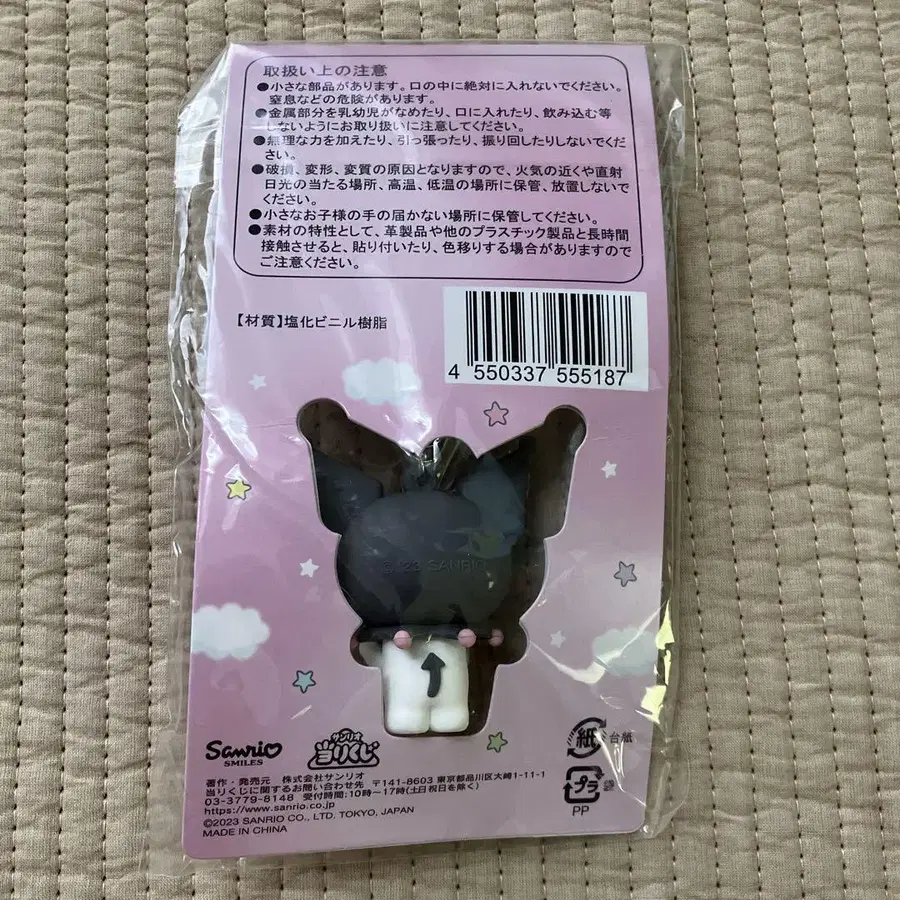 取扱い上の注意
●小さな部品があります。口の中に絶対に入れないでください。
窒息などの危険があります。
●金属部分を乳幼児がなめたり、口に入れたり、飲み込む等
しないようにお取り扱いに注意してください。
●無理な力を加えたり、引っ張ったり、振り回したりしないでくだ
さい。
●破損、変形、変質の原因となりますので、火気の近くや直射
日光の当たる場所、高温、低温の場所に保管、放置しないで
ください。
●小さなお子様の手の届かない場所に保管してください。
●素材の特性として、革製品や他のプラスチック製品と長時間
接触させると、貼り付いたり、色移りする場合がありますので
ご注意ください。
【材質】塩化ビニル樹脂
4 550337 555187
©,'23 SANRIO
Sanrio
SMILES
サンリオ
当りくじ
紙 台紙
プラ
PP
著作・発売元 株式会社サンリオ 〒141-8603 東京都品川区大崎1-11-1
当りくじに関するお問い合わせ先
03-3779-8148 受付時間:10時〜17時(土日祝日を除く)
https://www.sanrio.co.jp
©2023 SANRIO CO., LTD. TOKYO, JAPAN
MADE IN CHINA